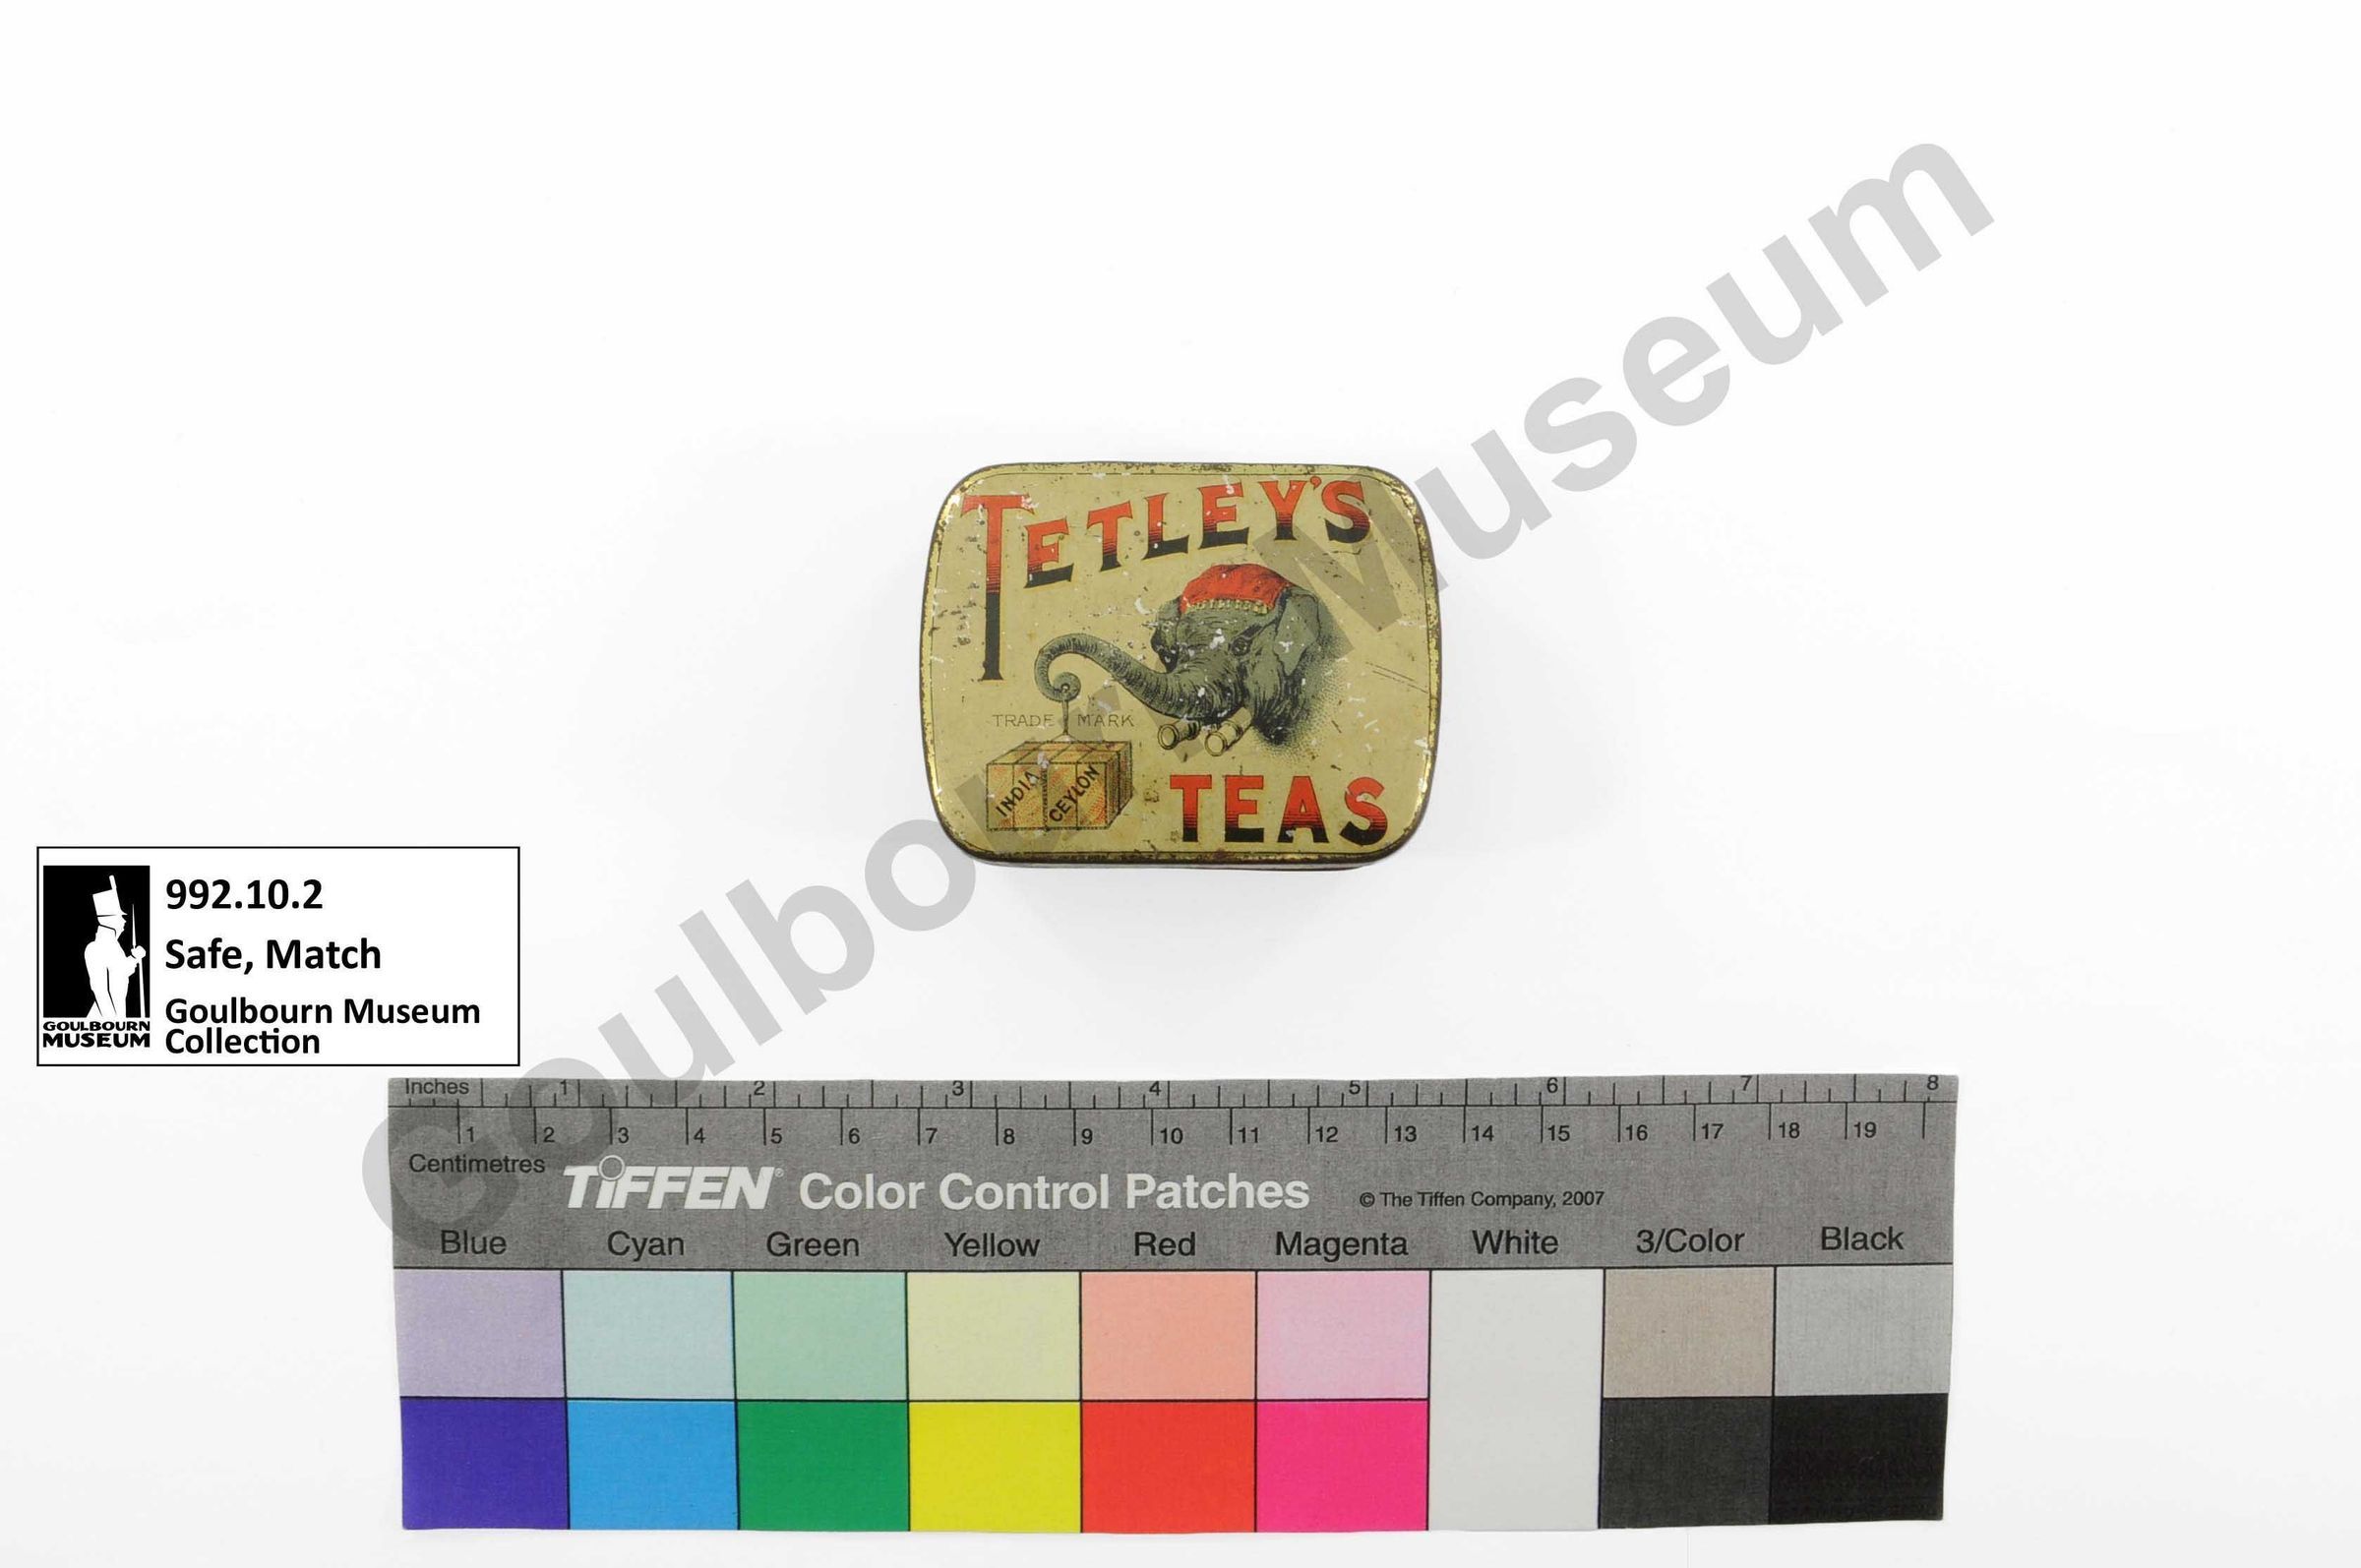 TETLEY'S
TRADE MARK
INDIA
CEYLON
TEAS
Goulbourn Museum
992.10.2
Safe, Match
Goulbourn Museum
Collection
GOULBOURN
MUSEUM
Inches 1 2 3 4 5 6 7 8
1 2 3 4 5 6 7 8 9 10 11 12 13 14 15 16 17 18 19
Centimetres
TIFFEN® Color Control Patches © The Tiffen Company, 2007
Blue Cyan Green Yellow Red Magenta White 3/Color Black